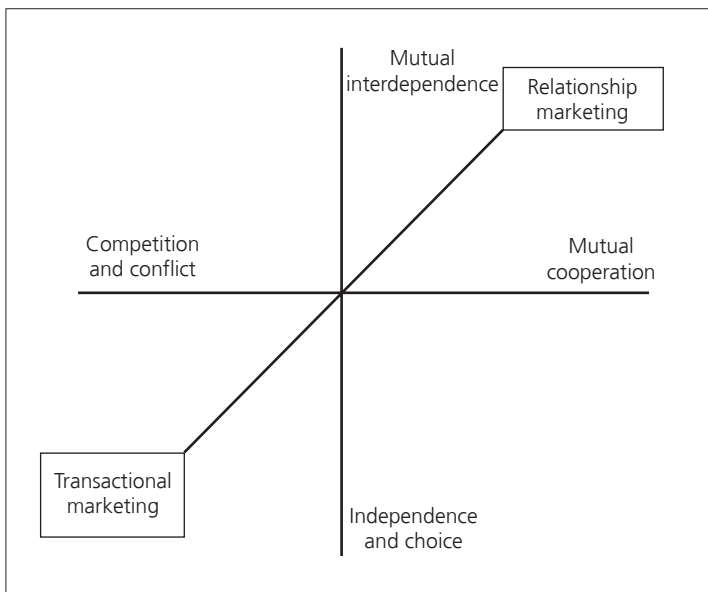 Mutual
interdependence
Relationship
marketing
Competition
and conflict
Mutual
cooperation
Transactional
marketing
Independence
and choice